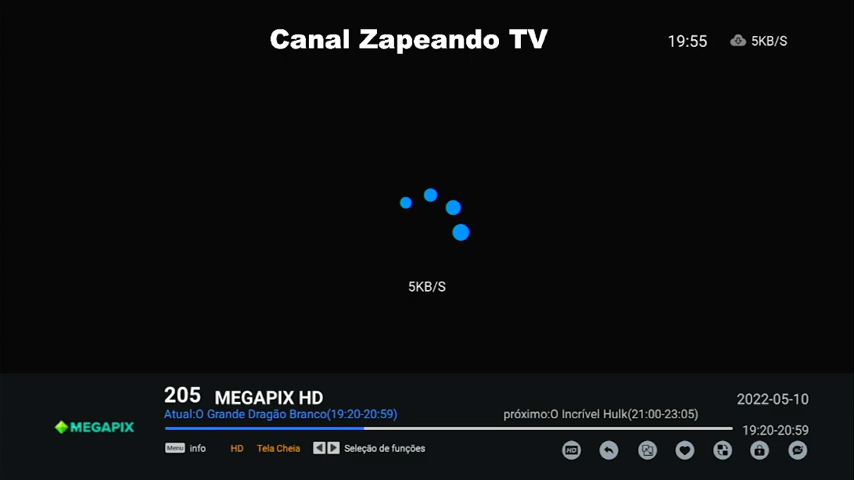 Canal Zapeando TV
19:55
5KB/S
5KB/S
205 MEGAPIX HD
2022-05-10
Atual:O Grande Dragão Branco(19:20-20:59)
próximo:O Incrível Hulk(21:00-23:05)
MEGAPIX
19:20-20:59
Menu info HD Tela Cheia Seleção de funções
HD